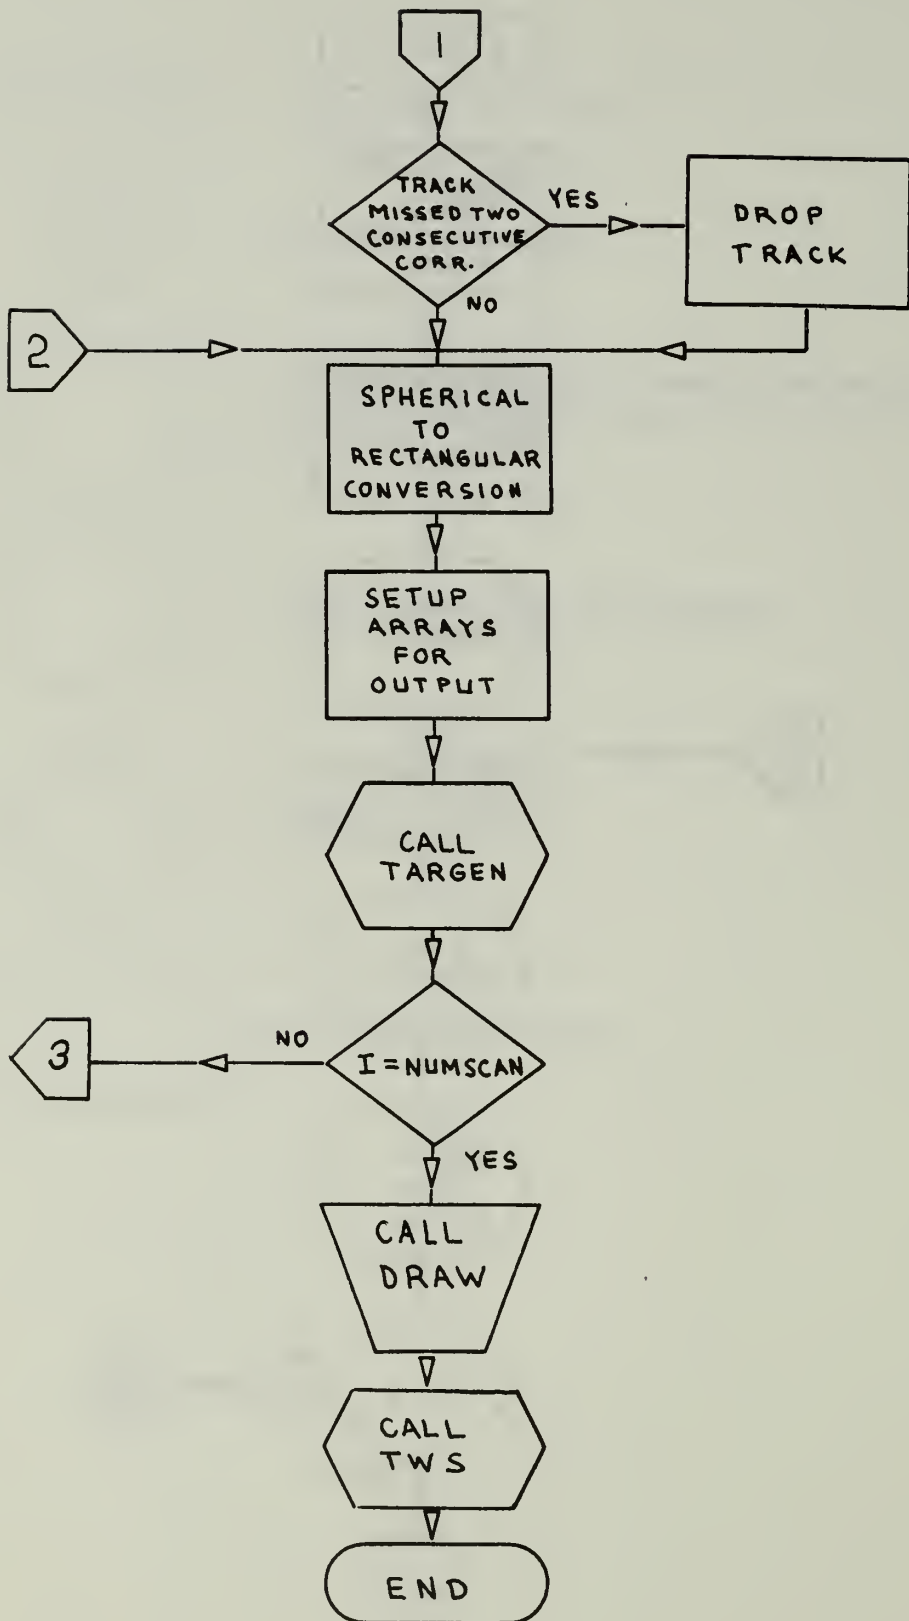 1
TRACK
MISSED TWO
CONSECUTIVE
CORR.
YES
DROP
TRACK
NO
2
SPHERICAL
TO
RECTANGULAR
CONVERSION
SETUP
ARRAYS
FOR
OUTPUT
CALL
TARGEN
NO
3
I = NUMSCAN
YES
CALL
DRAW
CALL
TWS
END